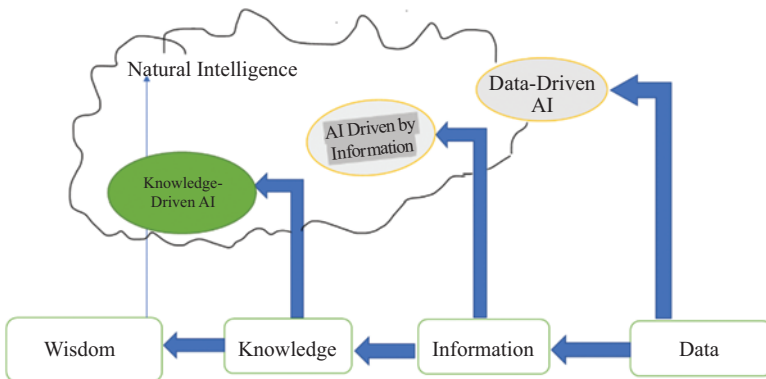 Natural Intelligence
Data-Driven
AI
AI Driven by
Information
Knowledge-
Driven AI
Wisdom
Knowledge
Information
Data